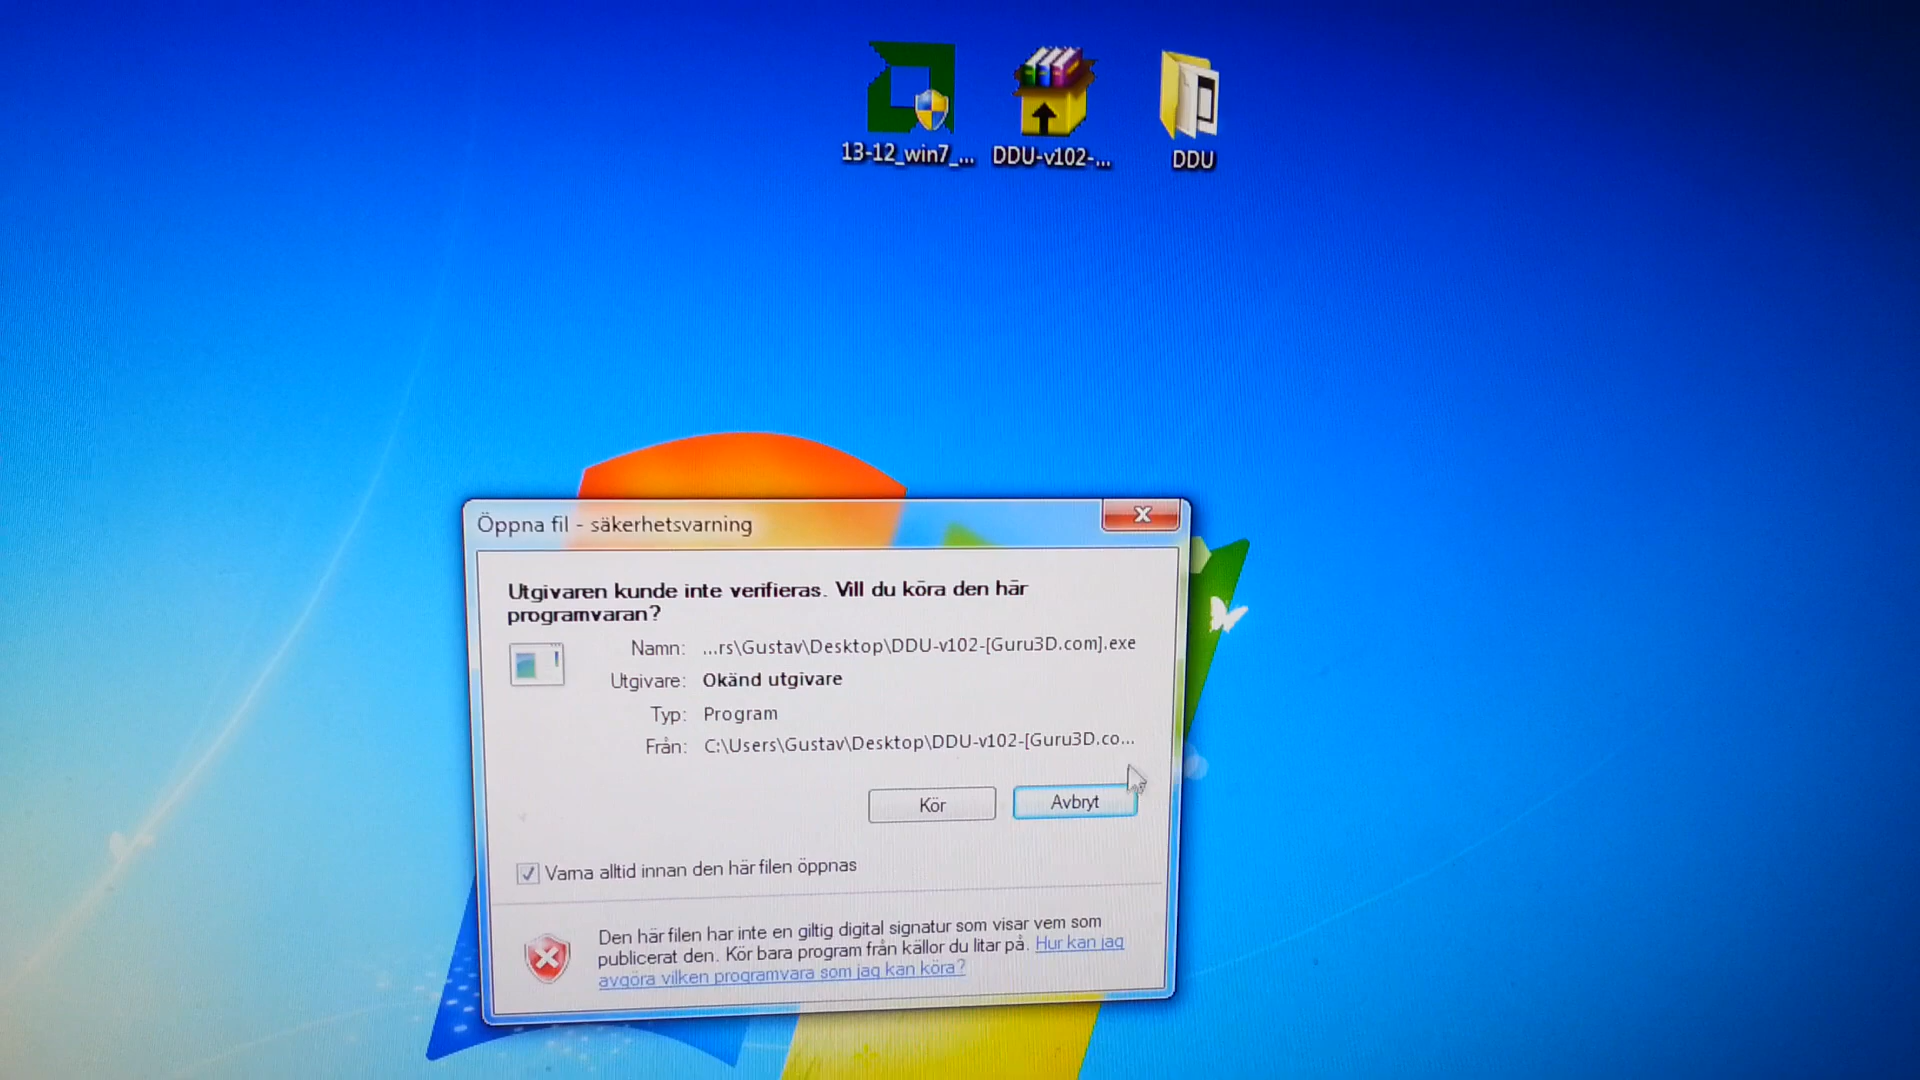 13-12_win7_...
DDU-v102-...
DDU
Öppna fil - säkerhetsvarning
Utgivaren kunde inte verifieras. Vill du köra den här
programvaran?
Namn: ...rs\Gustav\Desktop\DDU-v102-[Guru3D.com].exe
Utgivare: Okänd utgivare
Typ: Program
Från: C:\Users\Gustav\Desktop\DDU-v102-[Guru3D.co...
Kör
Avbryt
Varna alltid innan den här filen öppnas
Den här filen har inte en giltig digital signatur som visar vem som
publicerat den. Kör bara program från källor du litar på. Hur kan jag
avgöra vilken programvara som jag kan köra?